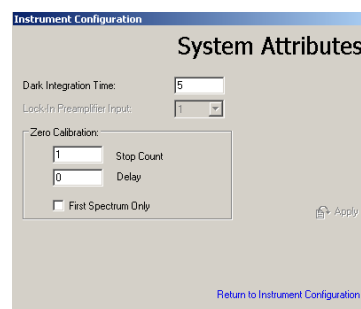 Instrument Configuration
System Attributes
Dark Integration Time: 5
Lock-In Preamplifier Input: 1
Zero Calibration:
1 Stop Count
0 Delay
First Spectrum Only
Apply
Return to Instrument Configuration